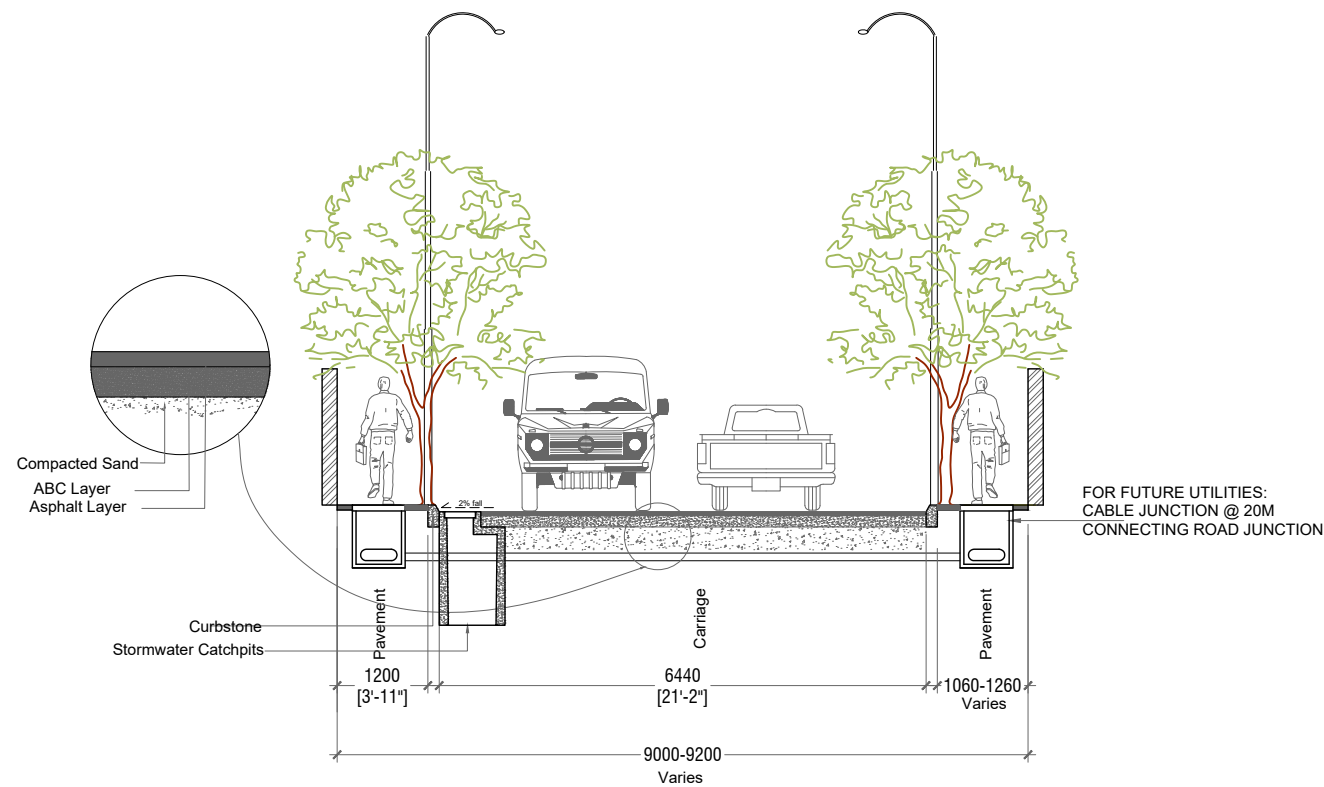 2% fall
Compacted Sand
ABC Layer
Asphalt Layer
FOR FUTURE UTILITIES:
CABLE JUNCTION @ 20M
CONNECTING ROAD JUNCTION
Curbstone
Stormwater Catchpits
Pavement
Carriage
Pavement
1200
[3'-11"]
6440
[21'-2"]
1060-1260
Varies
9000-9200
Varies